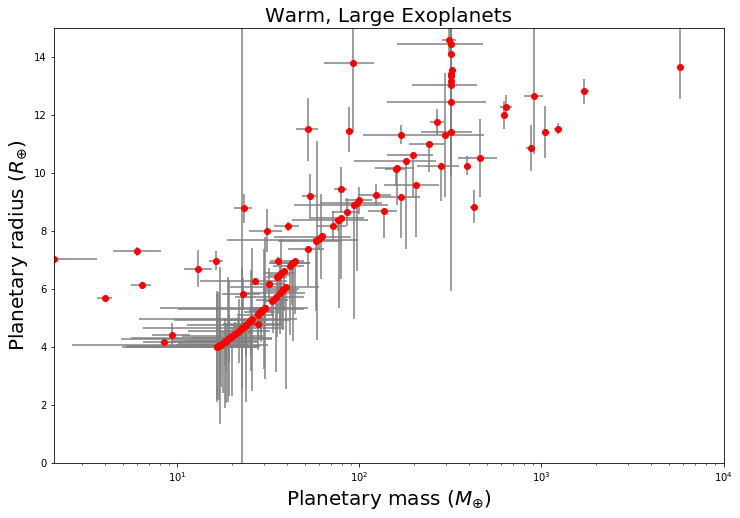 Warm, Large Exoplanets
Planetary radius (R⊕)
14
12
10
8
6
4
2
0
10¹ 10² 10³ 10⁴
Planetary mass (M⊕)